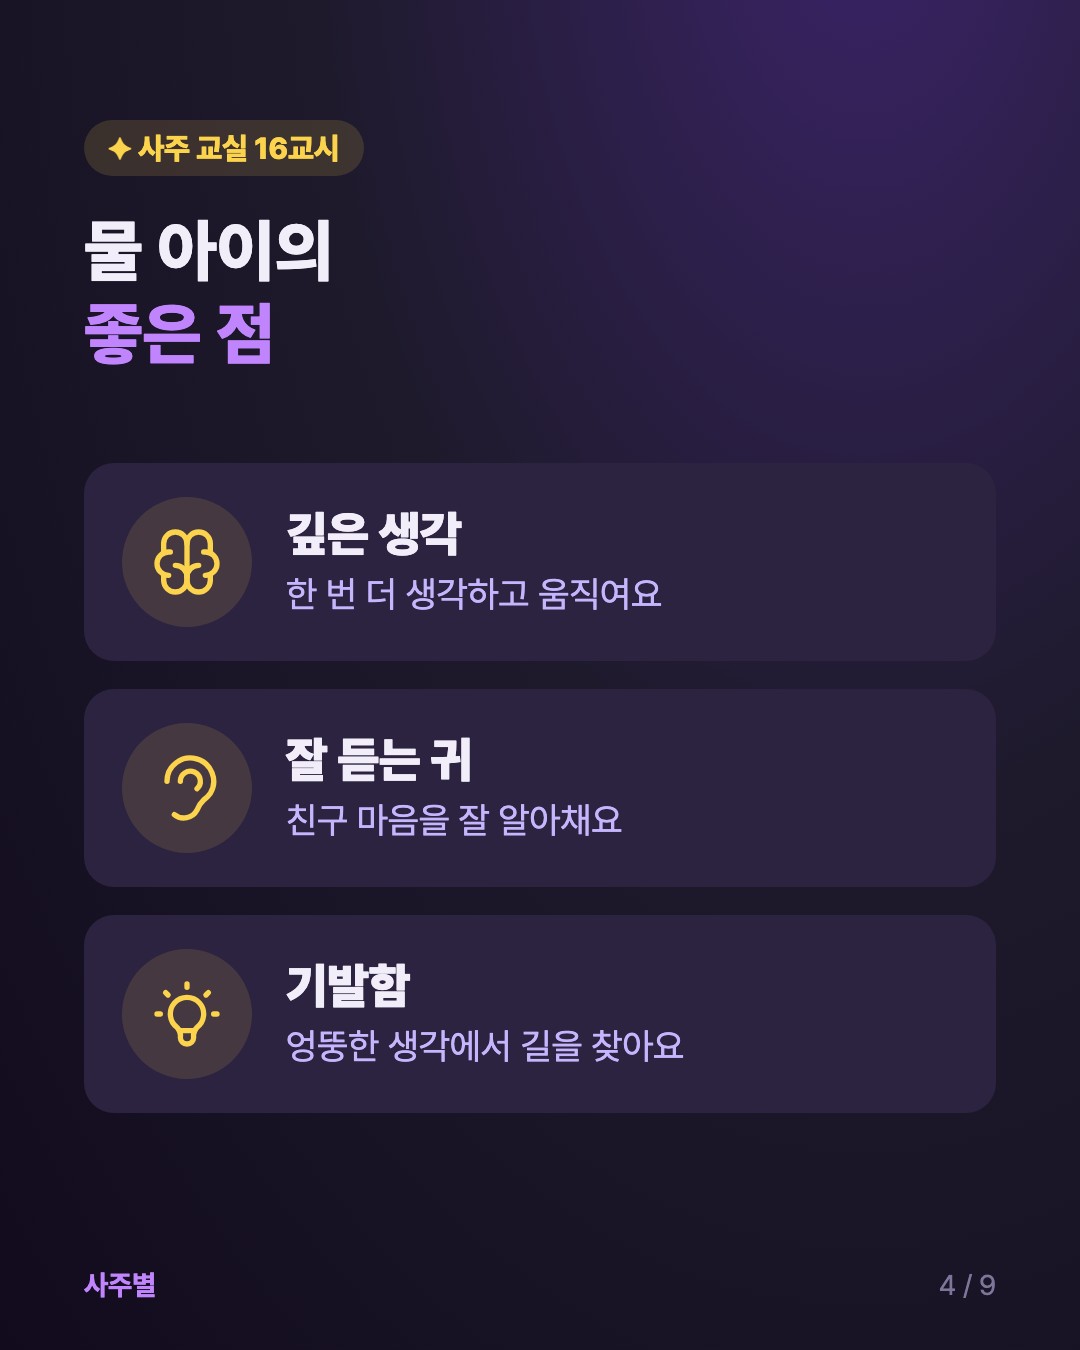 ✦ 사주 교실 16교시
물 아이의
좋은 점
깊은 생각
한 번 더 생각하고 움직여요
잘 듣는 귀
친구 마음을 잘 알아채요
기발함
엉뚱한 생각에서 길을 찾아요
사주별
4 / 9